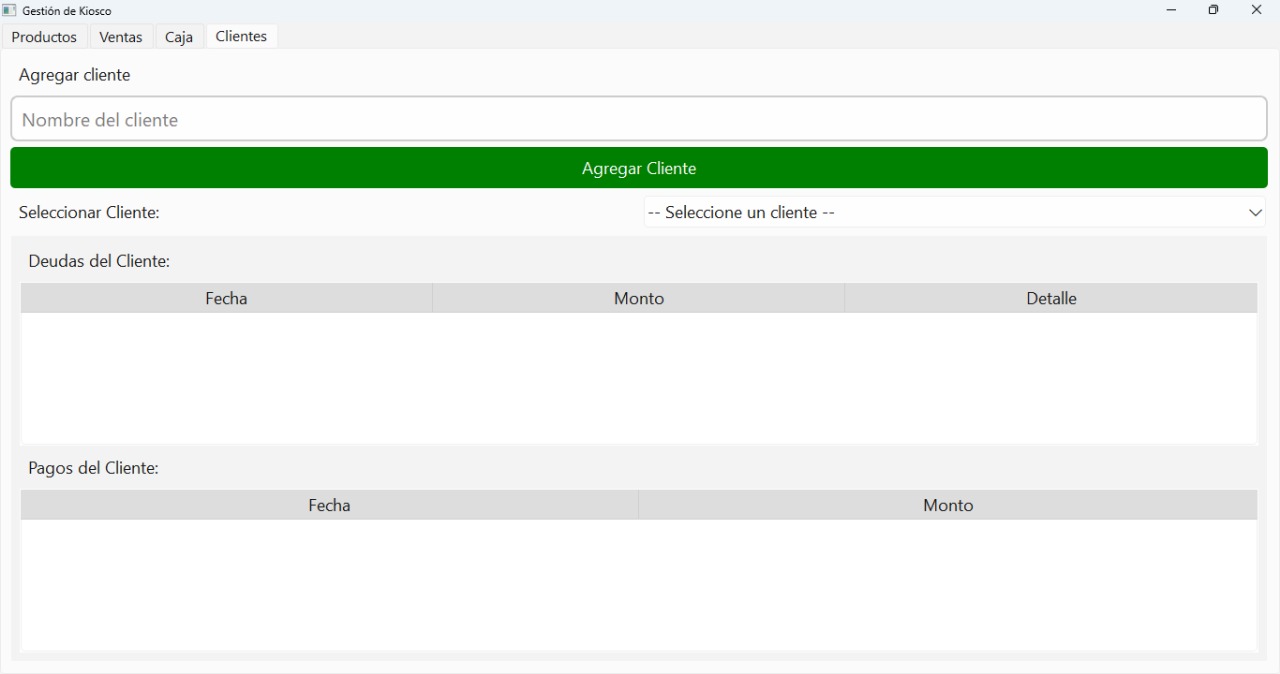 Gestión de Kiosco
Productos Ventas Caja Clientes
Agregar cliente
Nombre del cliente
Agregar Cliente
Seleccionar Cliente: -- Seleccione un cliente --
Deudas del Cliente:
Fecha Monto Detalle
Pagos del Cliente:
Fecha Monto